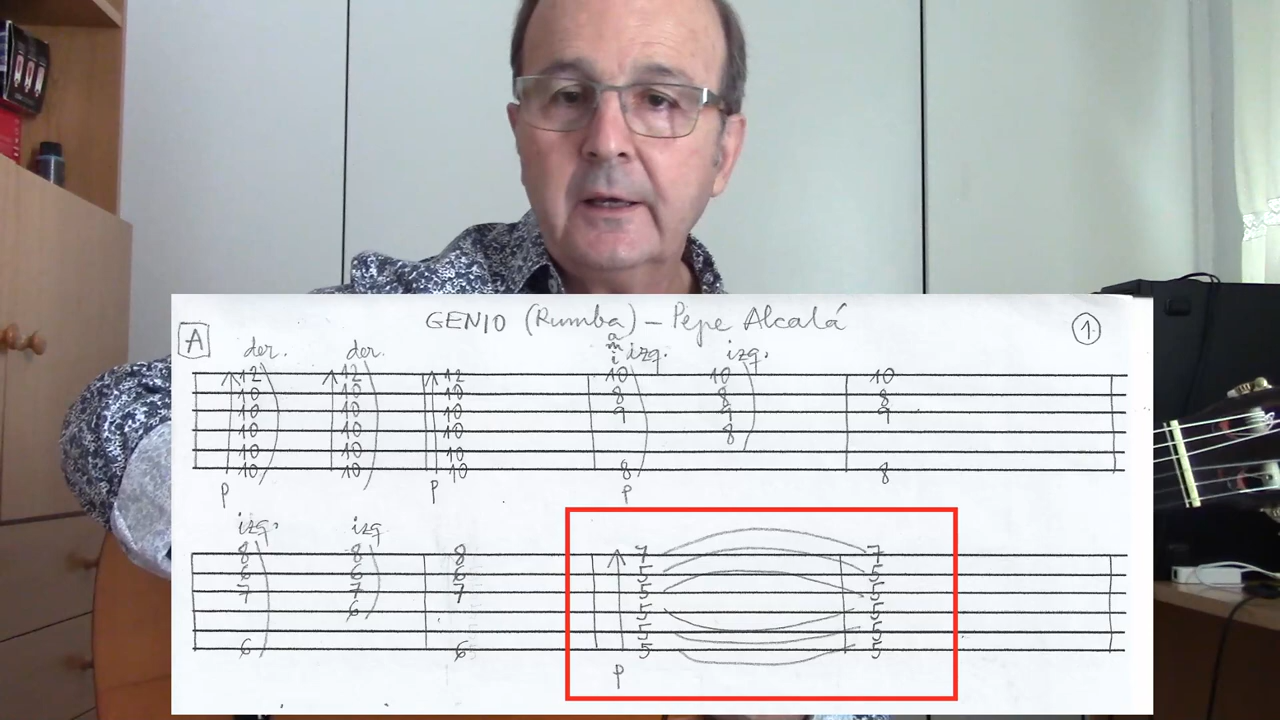 GENIO (Rumba) – Pepe Alcalá
A
1
der. der. a m i izq. izq.
12 12 12 10 10 10
10 10 10 8 8 8
10 10 10 9 9 9
10 10 10 8
10 10 10
10 10 10 8 8
p p p
izq. izq
8 8 8 7 7
6 6 6 5 5
7 7 7 5 5
6 5 5
5 5
6 6 5 5
p